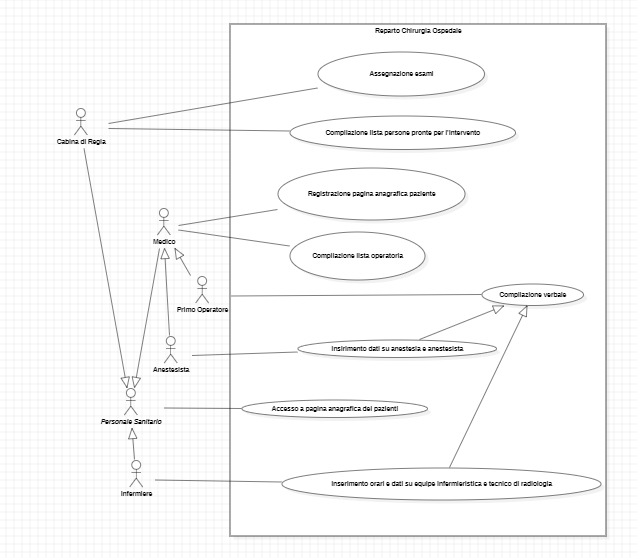 Reparto Chirurgia Ospedale
Assegnazione esami
Compilazione lista persone pronte per l'intervento
Cabina di Regia
Registrazione pagina anagrafica paziente
Medico
Compilazione lista operatoria
Compilazione verbale
Primo Operatore
Insirimento dati su anestesia e anestesista
Anestesista
Accesso a pagina anagrafica dei pazienti
Personale Sanitario
Inserimento orari e dati su equipe infermieristica e tecnico di radiologia
Infermiere